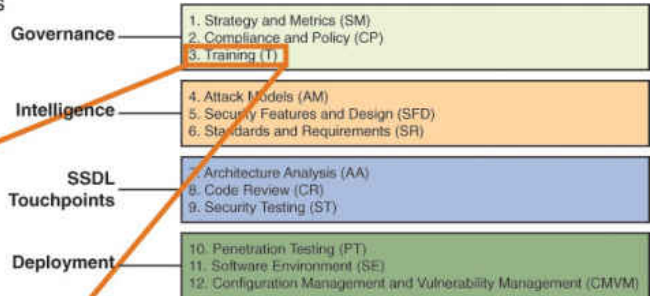 s
Governance
1. Strategy and Metrics (SM)
2. Compliance and Policy (CP)
3. Training (T)
Intelligence
4. Attack Models (AM)
5. Security Features and Design (SFD)
6. Standards and Requirements (SR)
SSDL
Touchpoints
7. Architecture Analysis (AA)
8. Code Review (CR)
9. Security Testing (ST)
Deployment
10. Penetration Testing (PT)
11. Software Environment (SE)
12. Configuration Management and Vulnerability Management (CMVM)